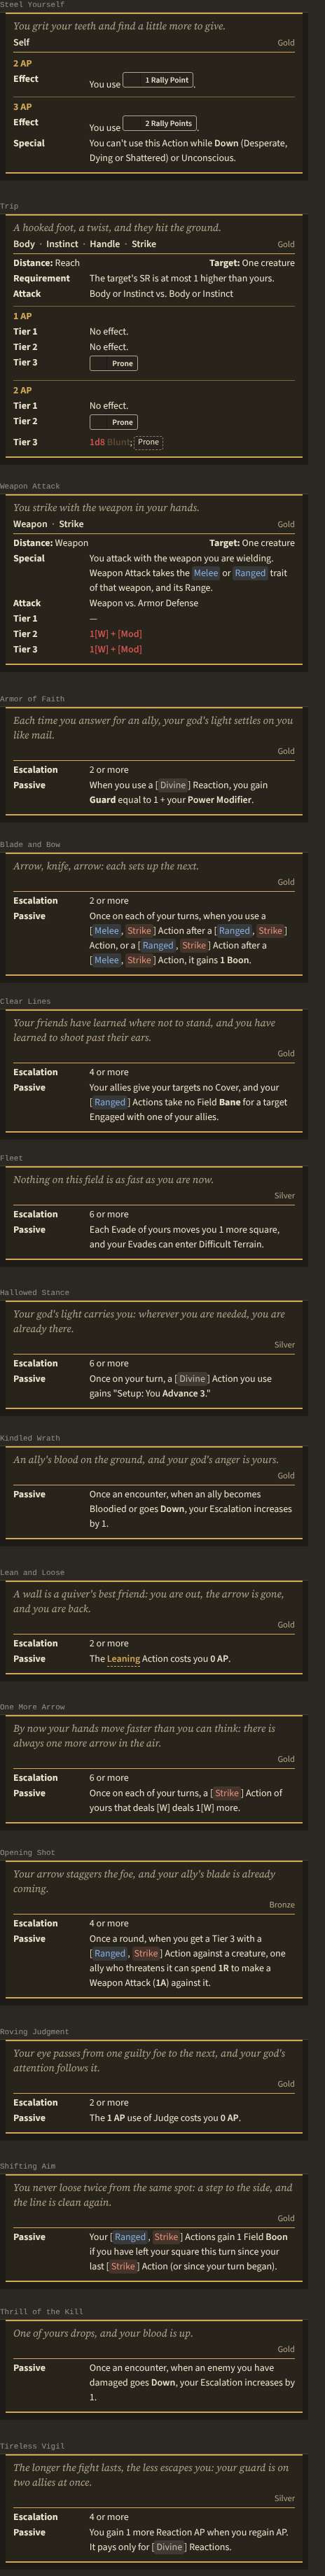 Steel Yourself
You grit your teeth and find a little more to give.
Self Gold
2 AP
Effect You use 1 Rally Point.
3 AP
Effect You use 2 Rally Points.
Special You can't use this Action while Down (Desperate,
Dying or Shattered) or Unconscious.
Trip
A hooked foot, a twist, and they hit the ground.
Body · Instinct · Handle · Strike Gold
Distance: Reach Target: One creature
Requirement The target's SR is at most 1 higher than yours.
Attack Body or Instinct vs. Body or Instinct
1 AP
Tier 1 No effect.
Tier 2 No effect.
Tier 3 Prone
2 AP
Tier 1 No effect.
Tier 2 Prone
Tier 3 1d8 Blunt; Prone
Weapon Attack
You strike with the weapon in your hands.
Weapon · Strike Gold
Distance: Weapon Target: One creature
Special You attack with the weapon you are wielding.
Weapon Attack takes the Melee or Ranged trait
of that weapon, and its Range.
Attack Weapon vs. Armor Defense
Tier 1 —
Tier 2 1[W] + [Mod]
Tier 3 1[W] + [Mod]
Armor of Faith
Each time you answer for an ally, your god's light settles on you
like mail.
Gold
Escalation 2 or more
Passive When you use a [Divine] Reaction, you gain
Guard equal to 1 + your Power Modifier.
Blade and Bow
Arrow, knife, arrow: each sets up the next.
Gold
Escalation 2 or more
Passive Once on each of your turns, when you use a
[Melee, Strike] Action after a [Ranged, Strike]
Action, or a [Ranged, Strike] Action after a
[Melee, Strike] Action, it gains 1 Boon.
Clear Lines
Your friends have learned where not to stand, and you have
learned to shoot past their ears.
Gold
Escalation 4 or more
Passive Your allies give your targets no Cover, and your
[Ranged] Actions take no Field Bane for a target
Engaged with one of your allies.
Fleet
Nothing on this field is as fast as you are now.
Silver
Escalation 6 or more
Passive Each Evade of yours moves you 1 more square,
and your Evades can enter Difficult Terrain.
Hallowed Stance
Your god's light carries you: wherever you are needed, you are
already there.
Silver
Escalation 6 or more
Passive Once on your turn, a [Divine] Action you use
gains "Setup: You Advance 3."
Kindled Wrath
An ally's blood on the ground, and your god's anger is yours.
Gold
Passive Once an encounter, when an ally becomes
Bloodied or goes Down, your Escalation increases
by 1.
Lean and Loose
A wall is a quiver's best friend: you are out, the arrow is gone,
and you are back.
Gold
Escalation 2 or more
Passive The Leaning Action costs you 0 AP.
One More Arrow
By now your hands move faster than you can think: there is
always one more arrow in the air.
Gold
Escalation 6 or more
Passive Once on each of your turns, a [Strike] Action of
yours that deals [W] deals 1[W] more.
Opening Shot
Your arrow staggers the foe, and your ally's blade is already
coming.
Bronze
Escalation 4 or more
Passive Once a round, when you get a Tier 3 with a
[Ranged, Strike] Action against a creature, one
ally who threatens it can spend 1R to make a
Weapon Attack (1A) against it.
Roving Judgment
Your eye passes from one guilty foe to the next, and your god's
attention follows it.
Gold
Escalation 2 or more
Passive The 1 AP use of Judge costs you 0 AP.
Shifting Aim
You never loose twice from the same spot: a step to the side, and
the line is clean again.
Gold
Passive Your [Ranged, Strike] Actions gain 1 Field Boon
if you have left your square this turn since your
last [Strike] Action (or since your turn began).
Thrill of the Kill
One of yours drops, and your blood is up.
Gold
Passive Once an encounter, when an enemy you have
damaged goes Down, your Escalation increases by
1.
Tireless Vigil
The longer the fight lasts, the less escapes you: your guard is on
two allies at once.
Silver
Escalation 4 or more
Passive You gain 1 more Reaction AP when you regain AP.
It pays only for [Divine] Reactions.